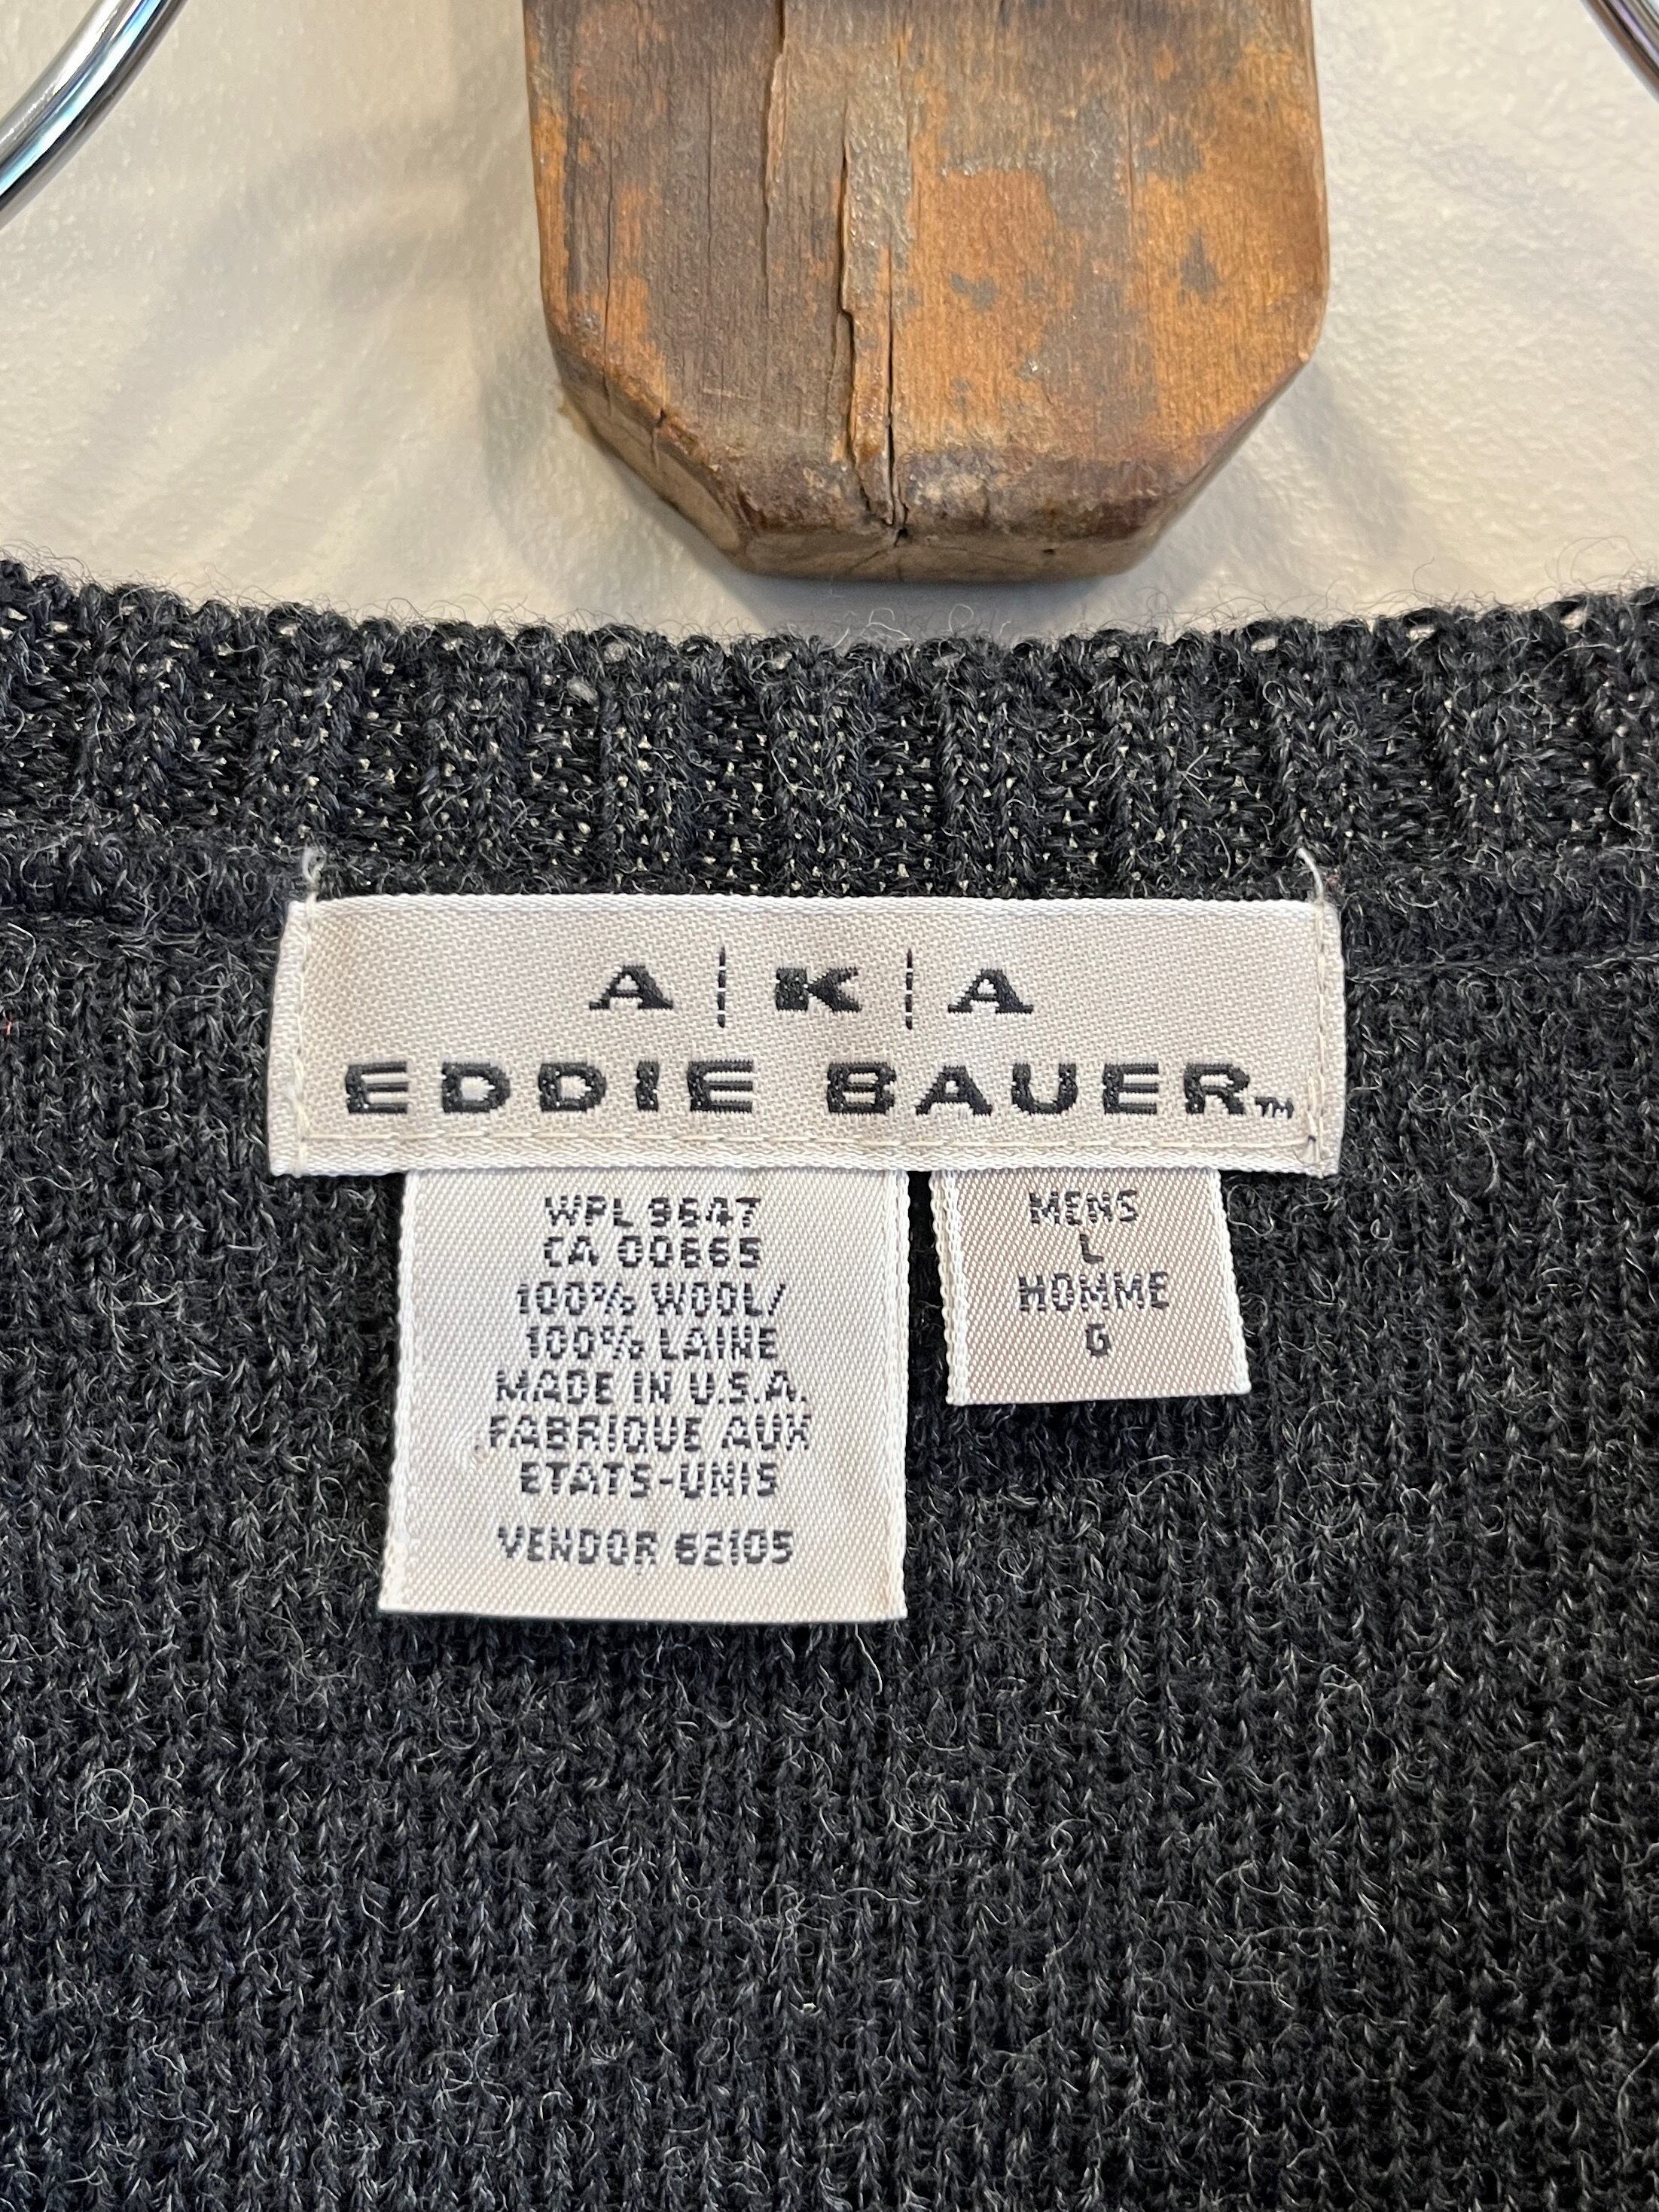 A|K|A
EDDIE BAUER™
WPL 9647
CA 00665
100% WOOL/
100% LAINE
MADE IN U.S.A.
FABRIQUE AUX
ETATS-UNIS
VENDOR 62105
MENS
L
HOMME
G